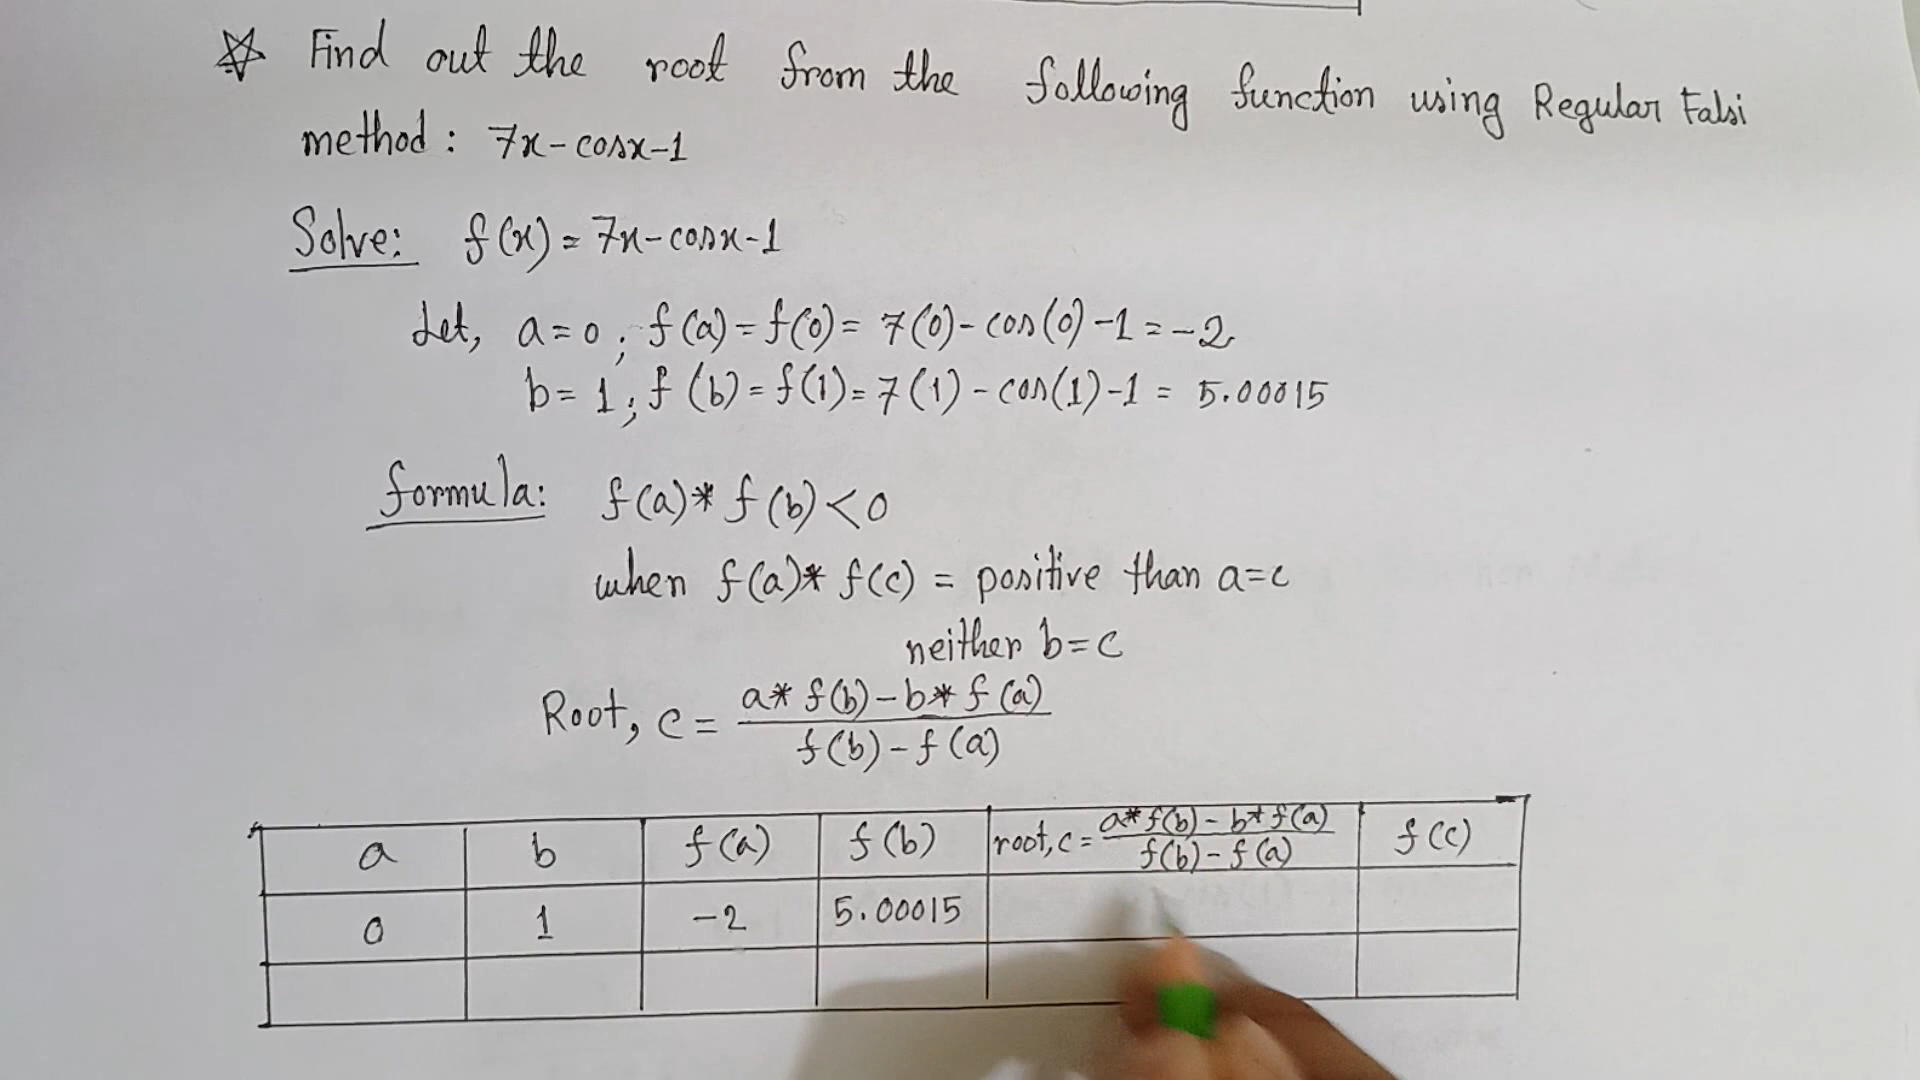 ☆ Find out the root from the following function using Regular Falsi
method: 7x-cosx-1
Solve: f(x) = 7x-cosx-1
Let, a=0; f(a) = f(0) = 7(0)-cos(0)-1 = -2
b=1; f(b) = f(1) = 7(1)-cos(1)-1 = 5.00015
formula: f(a)* f(b)<0
when f(a)* f(c) = positive than a=c
neither b=c
Root, c = a* f(b)-b* f(a) / f(b)-f(a)
a b f(a) f(b) root, c = a* f(b)-b* f(a) / f(b)-f(a) f(c)
0 1 -2 5.00015